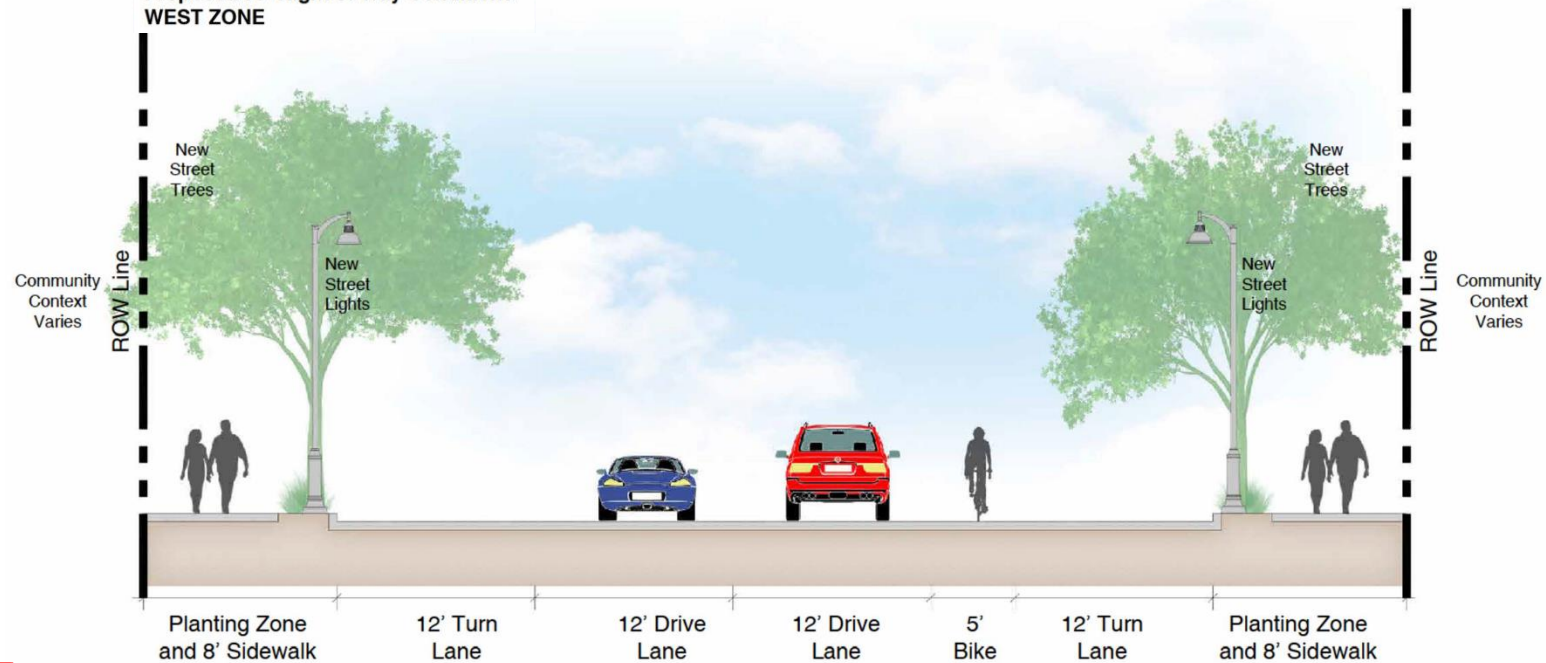 WEST ZONE
New
Street
Trees
New
Street
Trees
New
Street
Lights
New
Street
Lights
Community
Context
Varies
ROW Line
ROW Line
Community
Context
Varies
Planting Zone
and 8’ Sidewalk
12’ Turn
Lane
12’ Drive
Lane
12’ Drive
Lane
5’
Bike
12’ Turn
Lane
Planting Zone
and 8’ Sidewalk